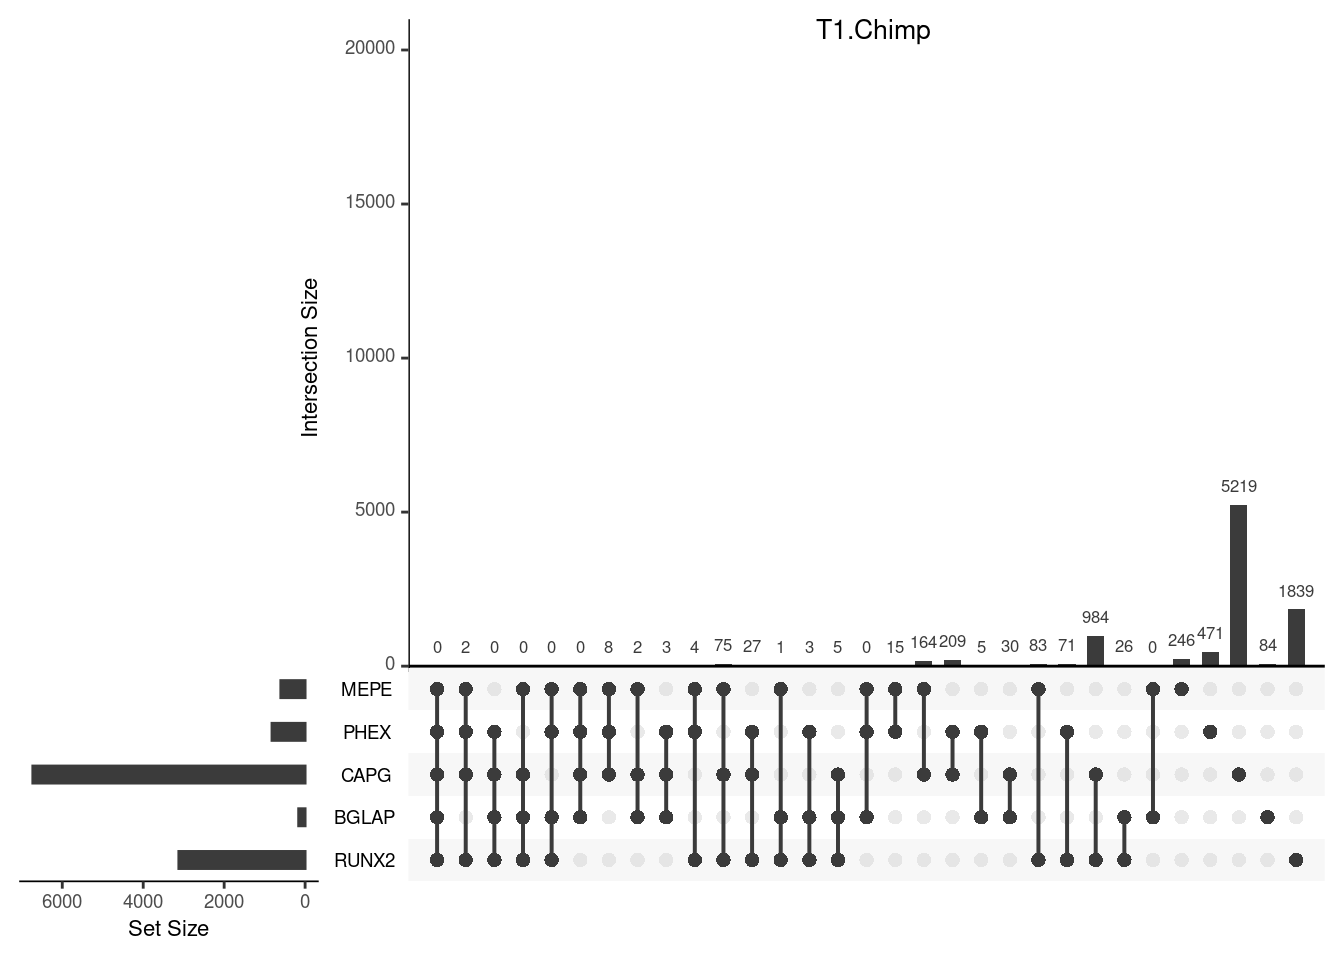 T1.Chimp
20000
15000
10000
5000
0
Intersection Size
5219
1839
984
0 2 0 0 0 0 8 2 3 4 75 27 1 3 5 0 15 164 209 5 30 83 71 26 0 246 471 84
MEPE
PHEX
CAPG
BGLAP
RUNX2
6000 4000 2000 0
Set Size